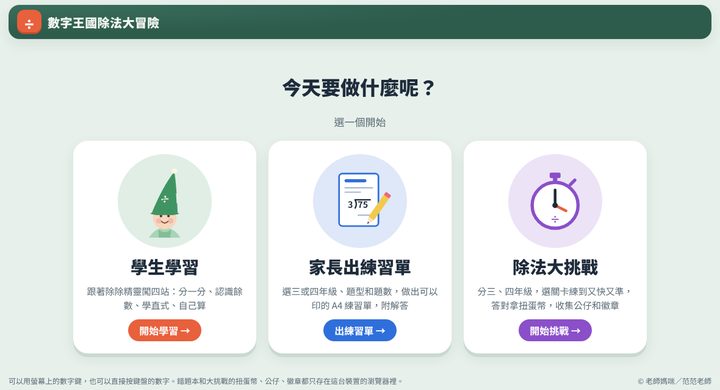 ÷ 數字王國除法大冒險
今天要做什麼呢？
選一個開始
÷
3 75
÷
學生學習
家長出練習單
除法大挑戰
跟著除除精靈闖四站：分一分、認識餘
數、學直式、自己算
選三或四年級、題型和題數，做出可以
印的 A4 練習單，附解答
分三、四年級，選關卡練到又快又準，
答對拿扭蛋幣，收集公仔和徽章
開始學習 →
出練習單 →
開始挑戰 →
可以用螢幕上的數字鍵，也可以直接按鍵盤的數字。錯題本和大挑戰的扭蛋幣、公仔、徽章都只存在這台裝置的瀏覽器裡。
© 老師媽咪／范范老師